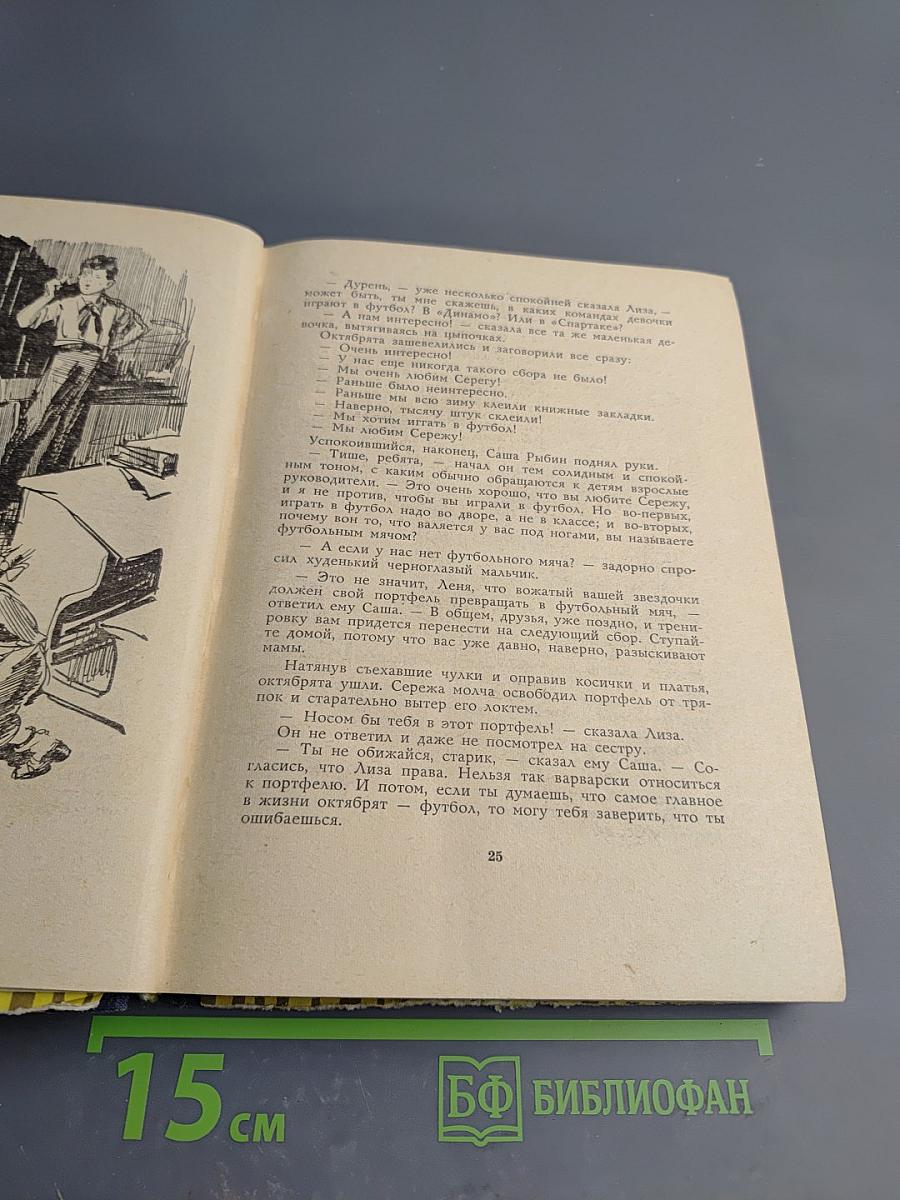 — Дурень, — уже несколько спокойней сказала Лиза, —
может быть, ты мне скажешь, в каких командах девочки
играют в футбол? В «Динамо»? Или в «Спартаке»?
— А нам интересно! — сказала все та же маленькая де-
вочка, вытягиваясь на цыпочках.
Октябрята зашевелились и заговорили все сразу:
— Очень интересно!
— У нас еще никогда такого сбора не было!
— Мы очень любим Серегу!
— Раньше было неинтересно.
— Раньше мы всю зиму клеили книжные закладки.
— Наверно, тысячу штук склеили!
— Мы хотим иггать в футбол!
— Мы любим Сережу!
Успокоившийся, наконец, Саша Рыбин поднял руки.
— Тише, ребята, — начал он тем солидным и спокой-
ным тоном, с каким обычно обращаются к детям взрослые
руководители. — Это очень хорошо, что вы любите Сережу,
и я не против, чтобы вы играли в футбол. Но во-первых,
играть в футбол надо во дворе, а не в классе; и во-вторых,
почему вон то, что валяется у вас под ногами, вы называете
футбольным мячом?
— А если у нас нет футбольного мяча? — задорно спро-
сил худенький черноглазый мальчик.
— Это не значит, Леня, что вожатый вашей звездочки
должен свой портфель превращать в футбольный мяч, —
ответил ему Саша. — В общем, друзья, уже поздно, и трени-
ровку вам придется перенести на следующий сбор. Ступай-
те домой, потому что вас уже давно, наверно, разыскивают
мамы.
Натянув съехавшие чулки и оправив косички и платья,
октябрята ушли. Сережа молча освободил портфель от тря-
пок и старательно вытер его локтем.
— Носом бы тебя в этот портфель! — сказала Лиза.
Он не ответил и даже не посмотрел на сестру.
— Ты не обижайся, старик, — сказал ему Саша. — Со-
гласись, что Лиза права. Нельзя так варварски относиться
к портфелю. И потом, если ты думаешь, что самое главное
в жизни октябрят — футбол, то могу тебя заверить, что ты
ошибаешься.
25
15 см
БФ БИБЛИОФАН